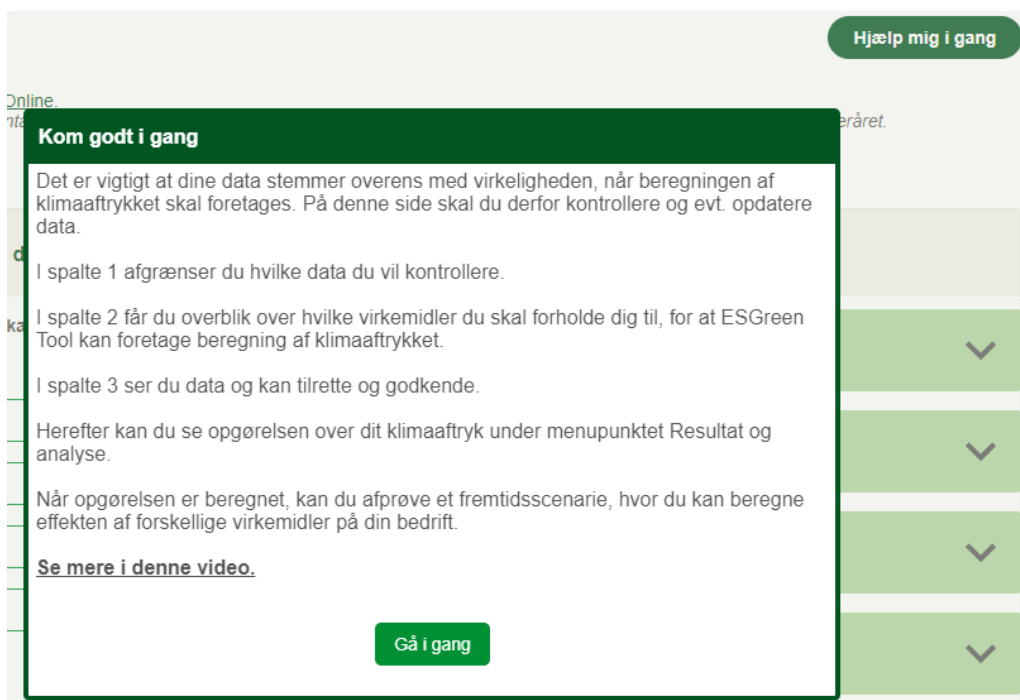 Hjælp mig i gang
Online.
eråret.
Kom godt i gang
Det er vigtigt at dine data stemmer overens med virkeligheden, når beregningen af
klimaaftrykket skal foretages. På denne side skal du derfor kontrollere og evt. opdatere
data.
I spalte 1 afgrænser du hvilke data du vil kontrollere.
I spalte 2 får du overblik over hvilke virkemidler du skal forholde dig til, for at ESGreen
Tool kan foretage beregning af klimaaftrykket.
I spalte 3 ser du data og kan tilrette og godkende.
Herefter kan du se opgørelsen over dit klimaaftryk under menupunktet Resultat og
analyse.
Når opgørelsen er beregnet, kan du afprøve et fremtidsscenarie, hvor du kan beregne
effekten af forskellige virkemidler på din bedrift.
Se mere i denne video.
Gå i gang